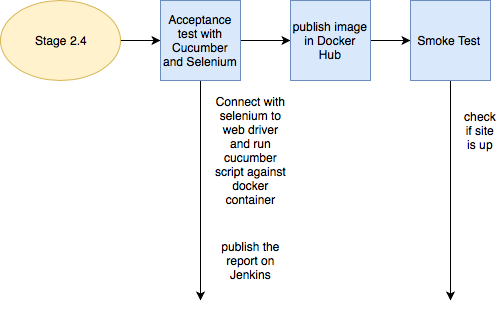 Stage 2.4
Acceptance
test with
Cucumber
and Selenium
publish image
in Docker
Hub
Smoke Test
Connect with
selenium to
web driver
and run
cucumber
script against
docker
container
publish the
report on
Jenkins
check
if site
is up